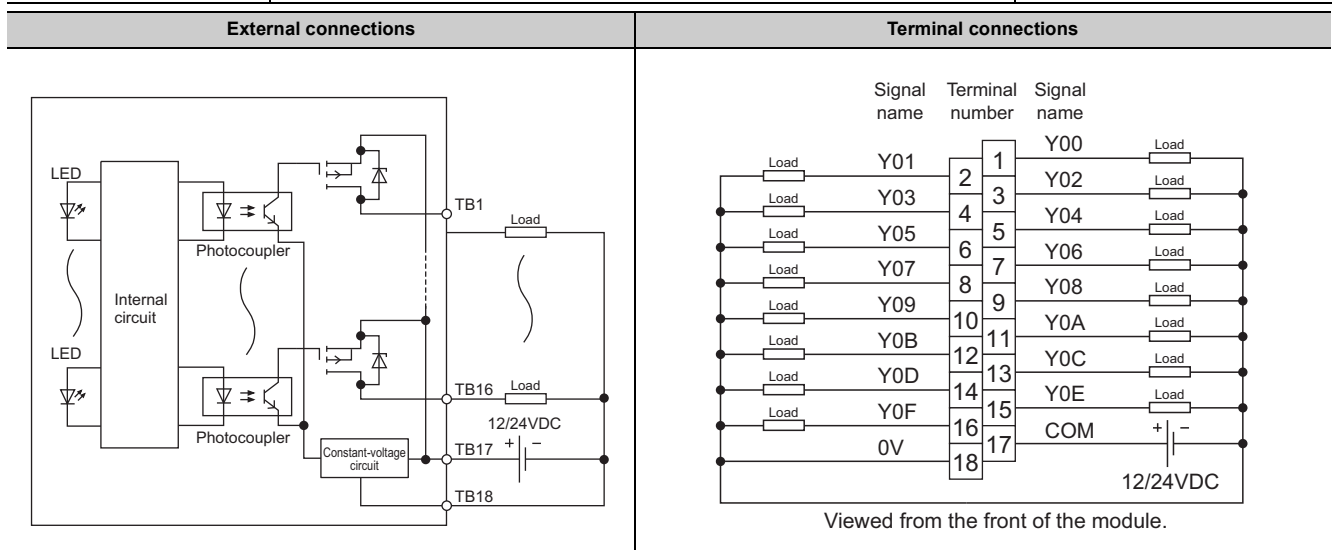 External connections
Terminal connections
LED
Photocoupler
Internal
circuit
LED
Photocoupler
Constant-voltage
circuit
TB1
Load
TB16 Load
12/24VDC
+ −
TB17
TB18
Signal name
Terminal number
Signal name
1 Y00 Load
Load Y01 2
3 Y02 Load
Load Y03 4
5 Y04 Load
Load Y05 6
7 Y06 Load
Load Y07 8
9 Y08 Load
Load Y09 10
11 Y0A Load
Load Y0B 12
13 Y0C Load
Load Y0D 14
15 Y0E Load
Load Y0F 16
17 COM + −
0V 18
12/24VDC
Viewed from the front of the module.